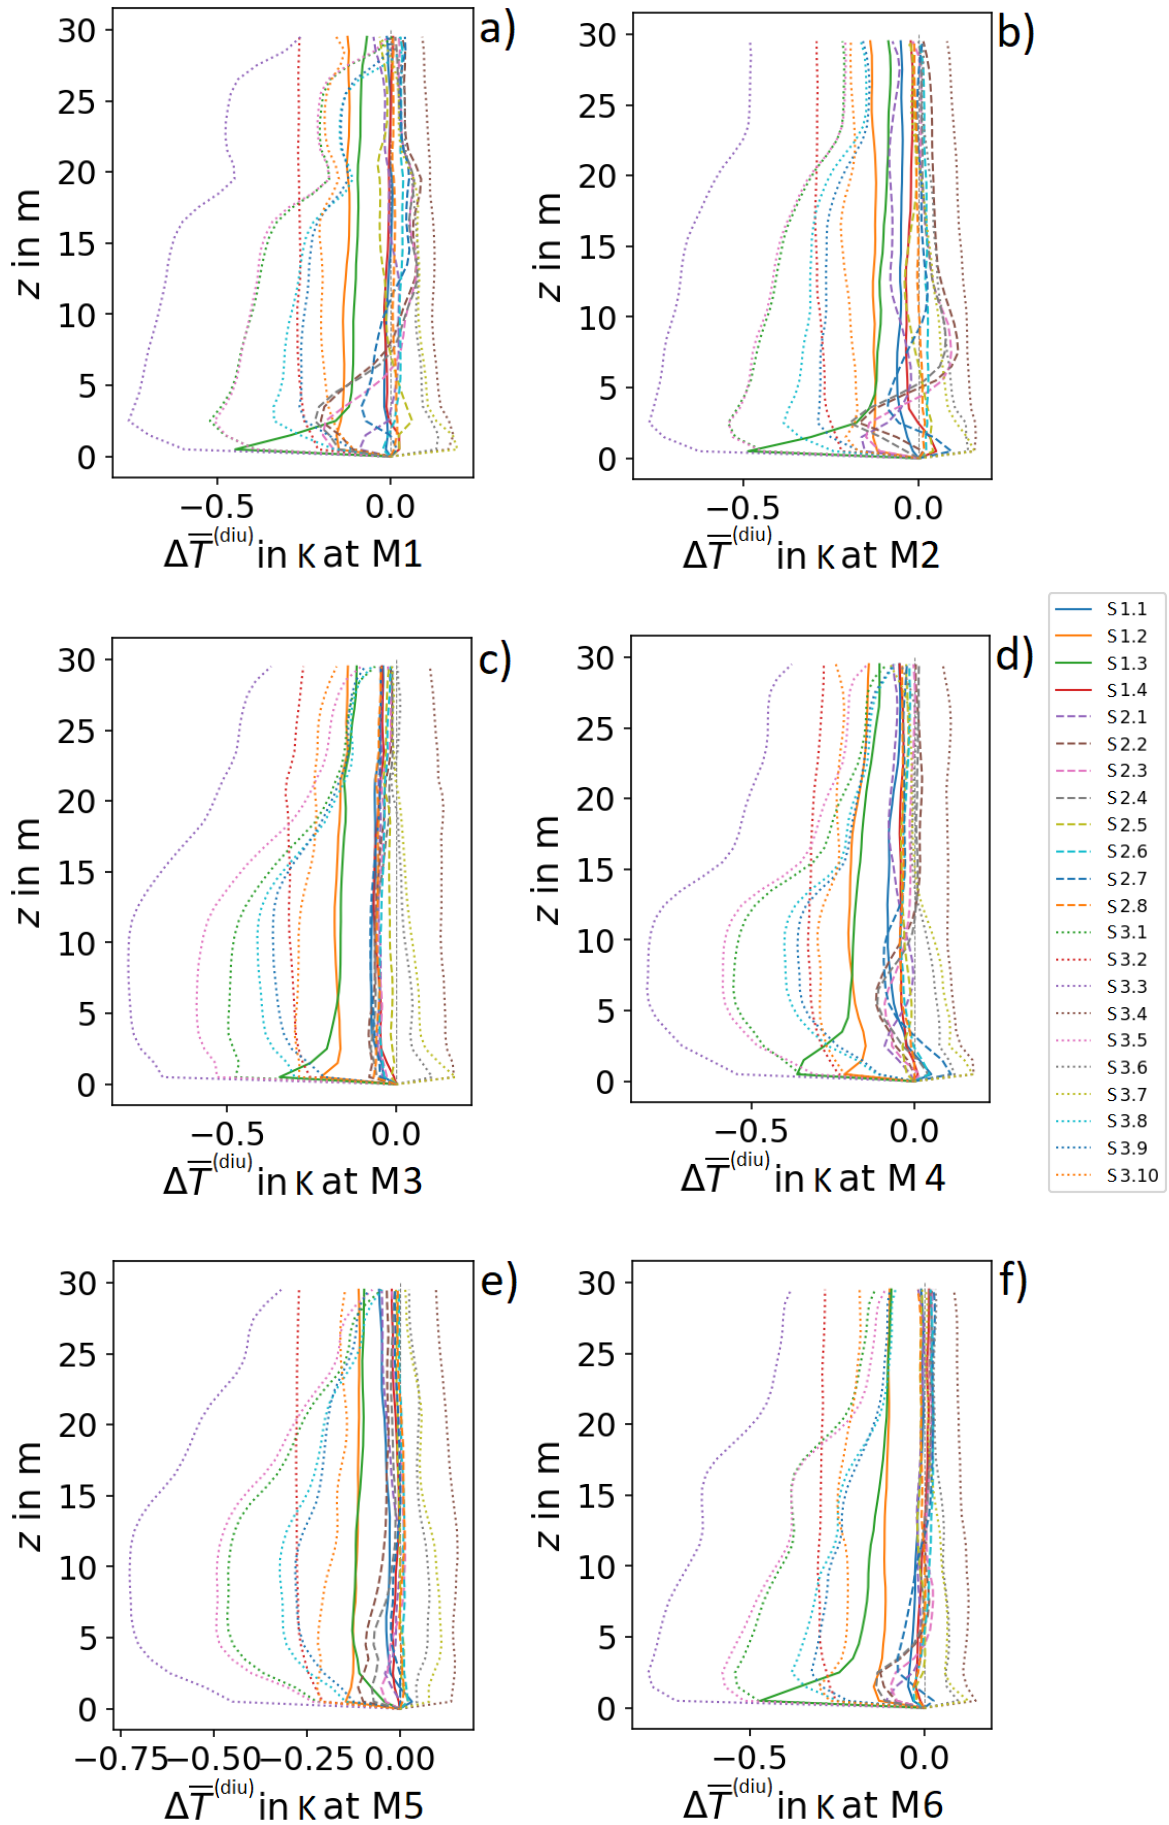 a)
30
25
20
15
10
5
0
z in m
−0.5 0.0
ΔT̿(diu) in K at M1
b)
30
25
20
15
10
5
0
z in m
−0.5 0.0
ΔT̿(diu) in K at M2
c)
30
25
20
15
10
5
0
z in m
−0.5 0.0
ΔT̿(diu) in K at M3
d)
30
25
20
15
10
5
0
z in m
−0.5 0.0
ΔT̿(diu) in K at M4
S1.1
S1.2
S1.3
S1.4
S2.1
S2.2
S2.3
S2.4
S2.5
S2.6
S2.7
S2.8
S3.1
S3.2
S3.3
S3.4
S3.5
S3.6
S3.7
S3.8
S3.9
S3.10
e)
30
25
20
15
10
5
0
z in m
−0.75 −0.50 −0.25 0.00
ΔT̿(diu) in K at M5
f)
30
25
20
15
10
5
0
z in m
−0.5 0.0
ΔT̿(diu) in K at M6